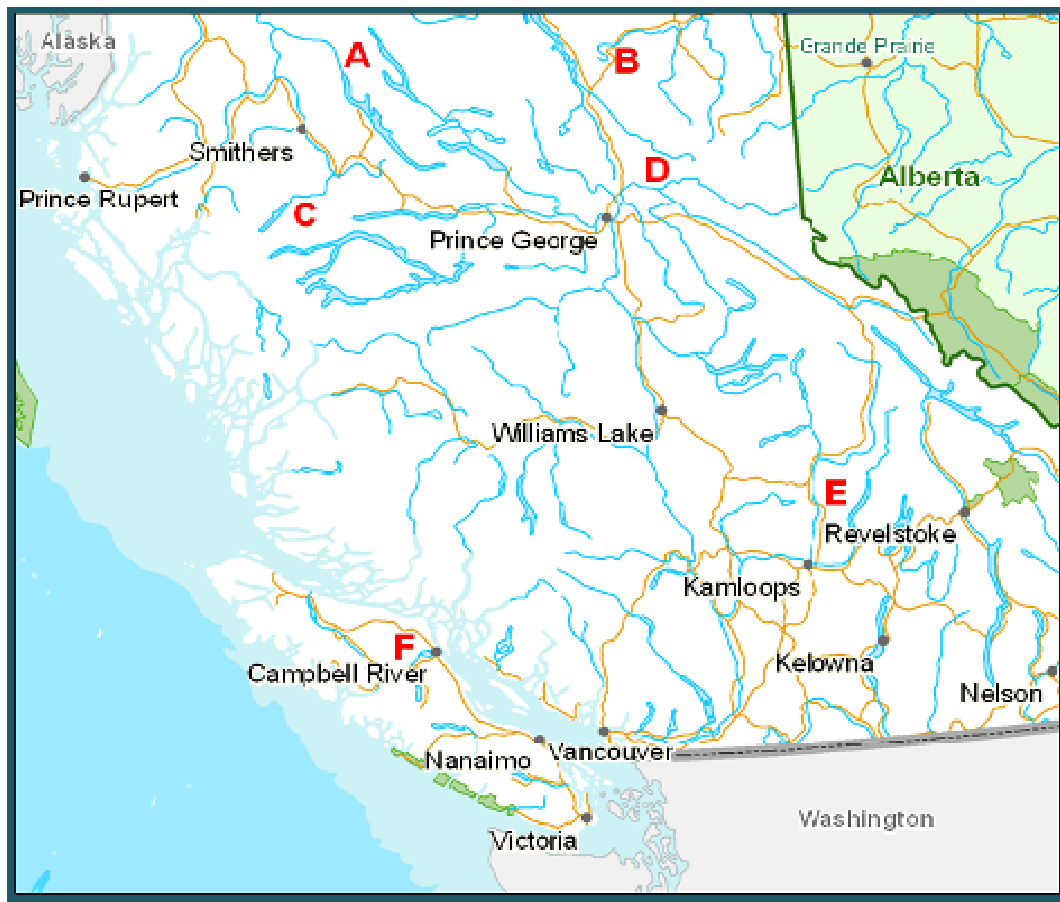 Alaska
A
B
Grande Prairie
Smithers
D
Alberta
Prince Rupert
C
Prince George
Williams Lake
E
Revelstoke
Kamloops
F
Campbell River
Kelowna
Nelson
Nanaimo
Vancouver
Washington
Victoria